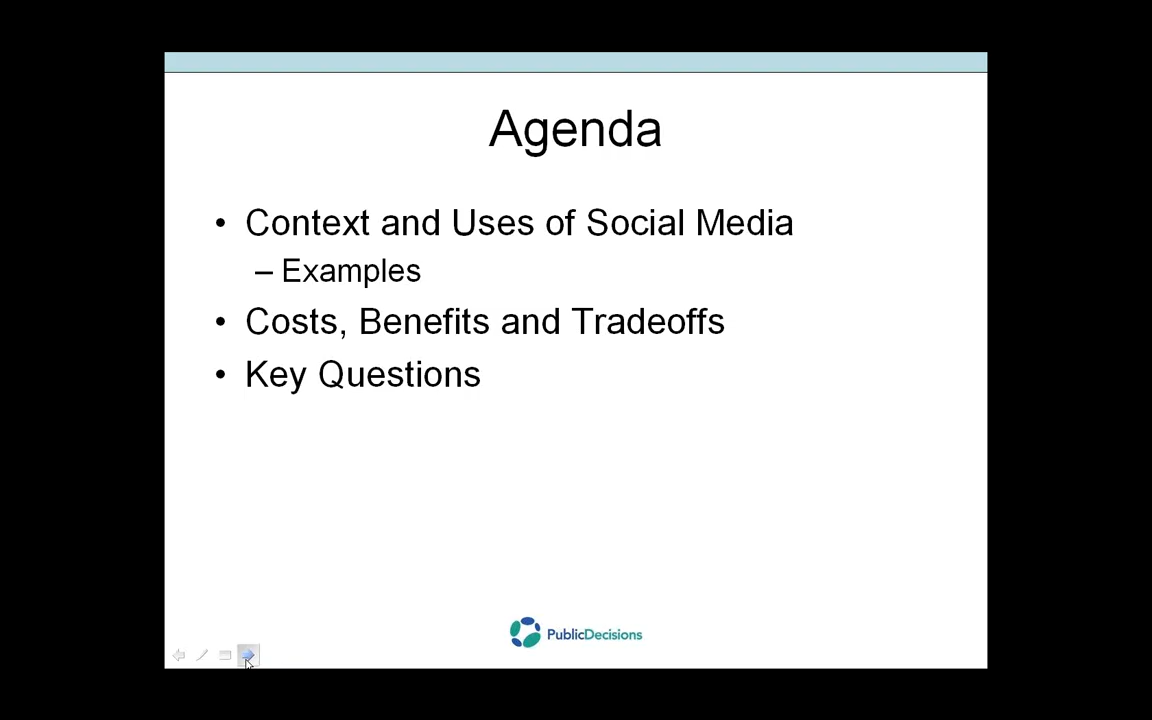 Agenda
• Context and Uses of Social Media
– Examples
• Costs, Benefits and Tradeoffs
• Key Questions
PublicDecisions